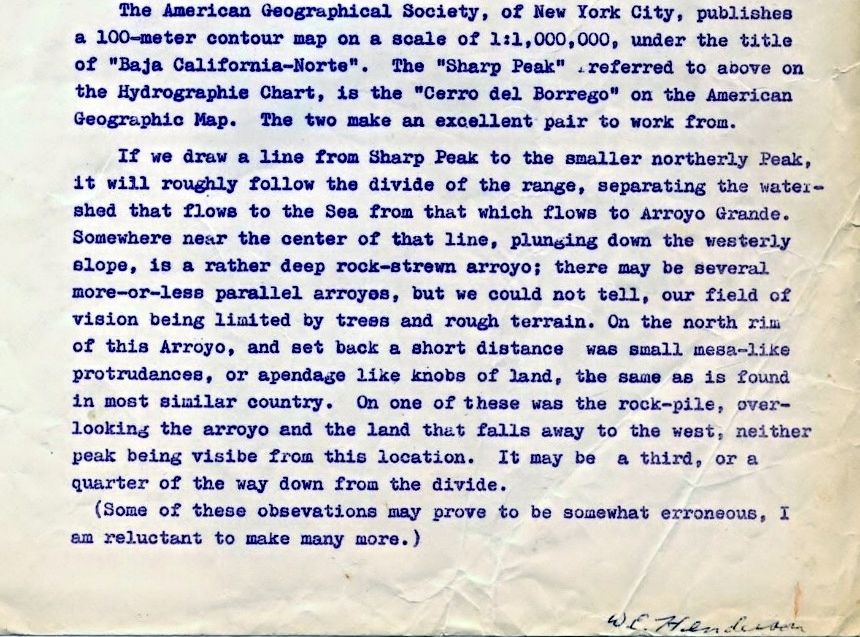 The American Geographical Society, of New York City, publishes
a 100-meter contour map on a scale of 1:1,000,000, under the title
of "Baja California-Norte". The "Sharp Peak" referred to above on
the Hydrographic Chart, is the "Cerro del Borrego" on the American
Geographic Map. The two make an excellent pair to work from.
If we draw a line from Sharp Peak to the smaller northerly Peak,
it will roughly follow the divide of the range, separating the water-
shed that flows to the Sea from that which flows to Arroyo Grande.
Somewhere near the center of that line, plunging down the westerly
slope, is a rather deep rock-strewn arroyo; there may be several
more-or-less parallel arroyos, but we could not tell, our field of
vision being limited by trees and rough terrain. On the north rim
of this Arroyo, and set back a short distance was small mesa-like
protrudances, or apendage like knobs of land, the same as is found
in most similar country. On one of these was the rock-pile, over-
looking the arroyo and the land that falls away to the west, neither
peak being visibe from this location. It may be a third, or a
quarter of the way down from the divide.
(Some of these obsevations may prove to be somewhat erroneous, I
am reluctant to make many more.)
W C. Henderson